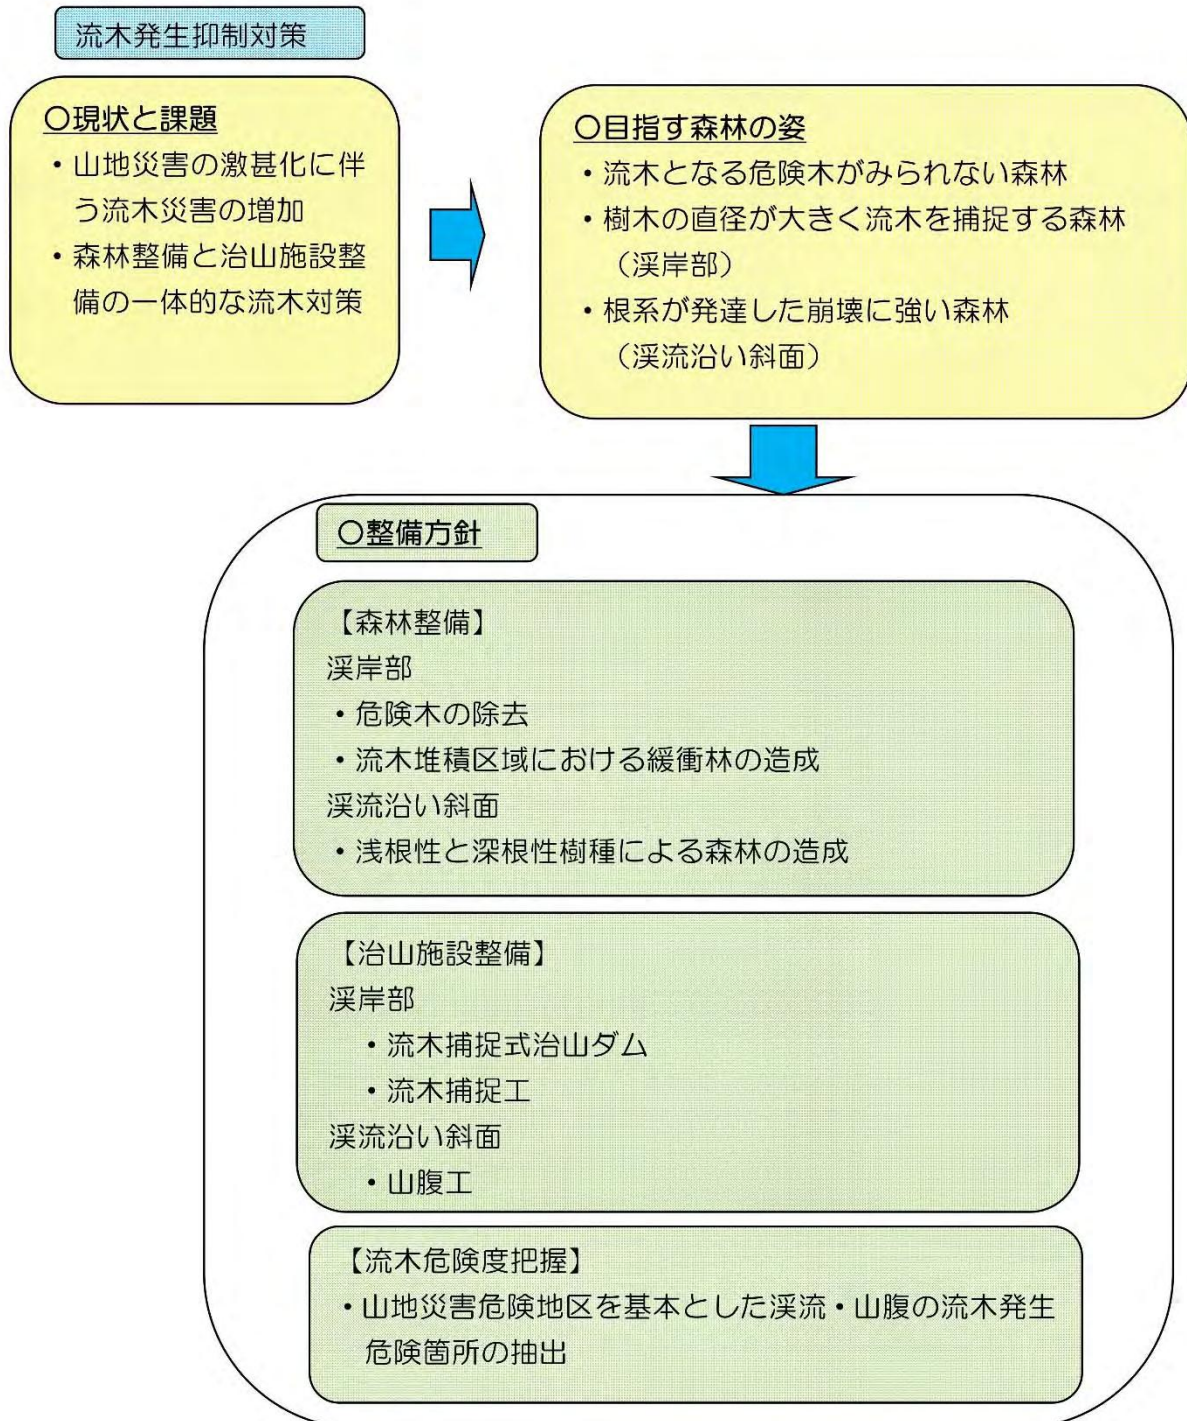 流木発生抑制対策
〇現状と課題
・山地災害の激甚化に伴
う流木災害の増加
・森林整備と治山施設整
備の一体的な流木対策
〇目指す森林の姿
・流木となる危険木がみられない森林
・樹木の直径が大きく流木を捕捉する森林
（渓岸部）
・根系が発達した崩壊に強い森林
（渓流沿い斜面）
〇整備方針
【森林整備】
渓岸部
・危険木の除去
・流木堆積区域における緩衝林の造成
渓流沿い斜面
・浅根性と深根性樹種による森林の造成
【治山施設整備】
渓岸部
・流木捕捉式治山ダム
・流木捕捉工
渓流沿い斜面
・山腹工
【流木危険度把握】
・山地災害危険地区を基本とした渓流・山腹の流木発生
危険箇所の抽出